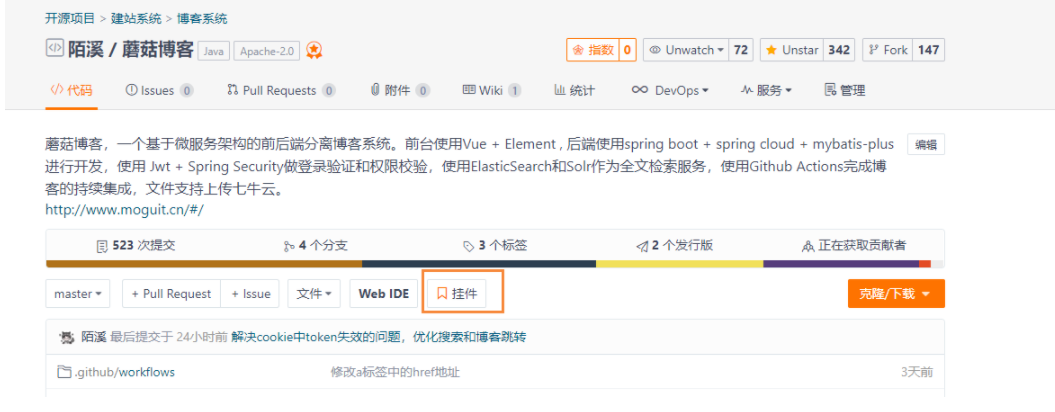 开源项目 > 建站系统 > 博客系统
陌溪 / 蘑菇博客 Java Apache-2.0 指数 0 Unwatch 72 Unstar 342 Fork 147
代码 Issues 0 Pull Requests 0 附件 0 Wiki 1 统计 DevOps 服务 管理
蘑菇博客，一个基于微服务架构的前后端分离博客系统。前台使用Vue + Element , 后端使用spring boot + spring cloud + mybatis-plus 编辑
进行开发，使用 Jwt + Spring Security做登录验证和权限校验，使用ElasticSearch和Solr作为全文检索服务，使用Github Actions完成博
客的持续集成，文件支持上传七牛云。
http://www.moguit.cn/#/
523 次提交 4 个分支 3 个标签 2 个发行版 正在获取贡献者
master + Pull Request + Issue 文件 Web IDE 挂件 克隆/下载
陌溪 最后提交于 24小时前 解决cookie中token失效的问题，优化搜索和博客跳转
.github/workflows 修改a标签中的href地址 3天前